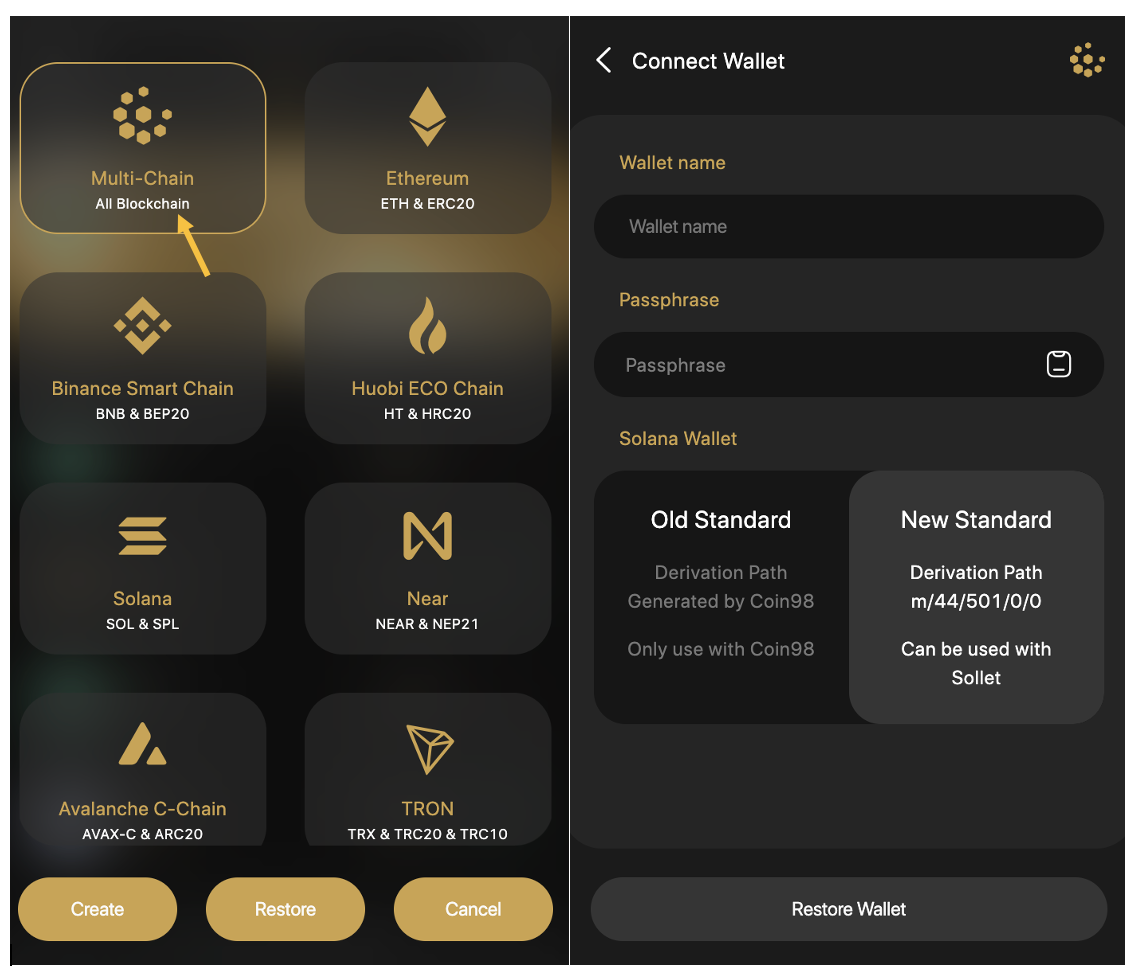 Multi-Chain
All Blockchain
Ethereum
ETH & ERC20
Binance Smart Chain
BNB & BEP20
Huobi ECO Chain
HT & HRC20
Solana
SOL & SPL
Near
NEAR & NEP21
Avalanche C-Chain
AVAX-C & ARC20
TRON
TRX & TRC20 & TRC10
Create
Restore
Cancel
Connect Wallet
Wallet name
Wallet name
Passphrase
Passphrase
Solana Wallet
Old Standard
Derivation Path
Generated by Coin98
Only use with Coin98
New Standard
Derivation Path
m/44/501/0/0
Can be used with
Sollet
Restore Wallet